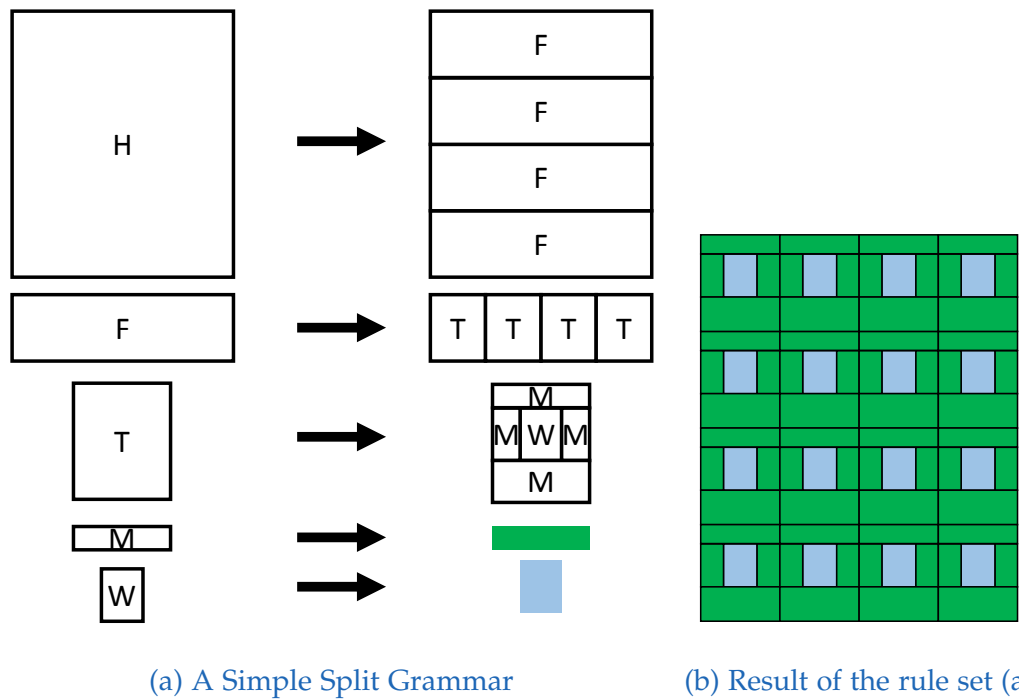 H
F
F
F
F
F
T T T T
T
M
M W M
M
M
W
(a) A Simple Split Grammar
(b) Result of the rule set (a